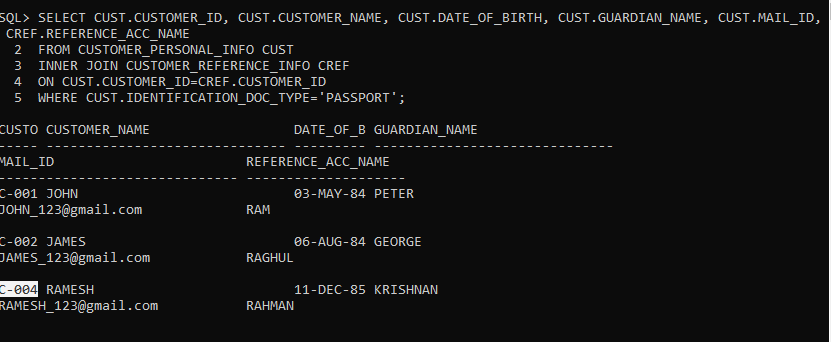 SQL> SELECT CUST.CUSTOMER_ID, CUST.CUSTOMER_NAME, CUST.DATE_OF_BIRTH, CUST.GUARDIAN_NAME, CUST.MAIL_ID,
CREF.REFERENCE_ACC_NAME
2 FROM CUSTOMER_PERSONAL_INFO CUST
3 INNER JOIN CUSTOMER_REFERENCE_INFO CREF
4 ON CUST.CUSTOMER_ID=CREF.CUSTOMER_ID
5 WHERE CUST.IDENTIFICATION_DOC_TYPE='PASSPORT';
CUSTO CUSTOMER_NAME DATE_OF_B GUARDIAN_NAME
----- ------------------------------ --------- ------------------------------
MAIL_ID REFERENCE_ACC_NAME
------------------------------ --------------------
C-001 JOHN 03-MAY-84 PETER
JOHN_123@gmail.com RAM
C-002 JAMES 06-AUG-84 GEORGE
JAMES_123@gmail.com RAGHUL
C-004 RAMESH 11-DEC-85 KRISHNAN
RAMESH_123@gmail.com RAHMAN